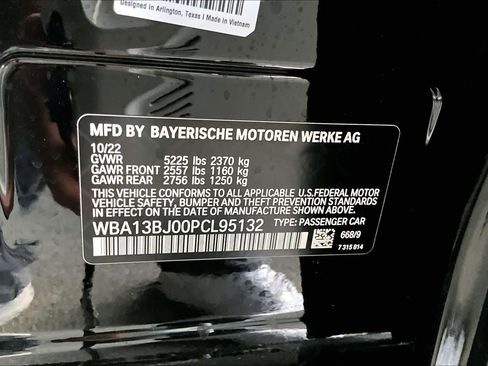 Designed in Arlington, Texas | Made in Vietnam
MFD BY BAYERISCHE MOTOREN WERKE AG
10/22
GVWR 5225 lbs 2370 kg
GAWR FRONT 2557 lbs 1160 kg
GAWR REAR 2756 lbs 1250 kg
THIS VEHICLE CONFORMS TO ALL APPLICABLE U.S.FEDERAL MOTOR
VEHICLE SAFETY, BUMPER AND THEFT PREVENTION STANDARDS
IN EFFECT ON THE DATE OF MANUFACTURE SHOWN ABOVE.
WBA13BJ00PCL95132 TYPE: PASSENGER CAR
668/9
7 315 814